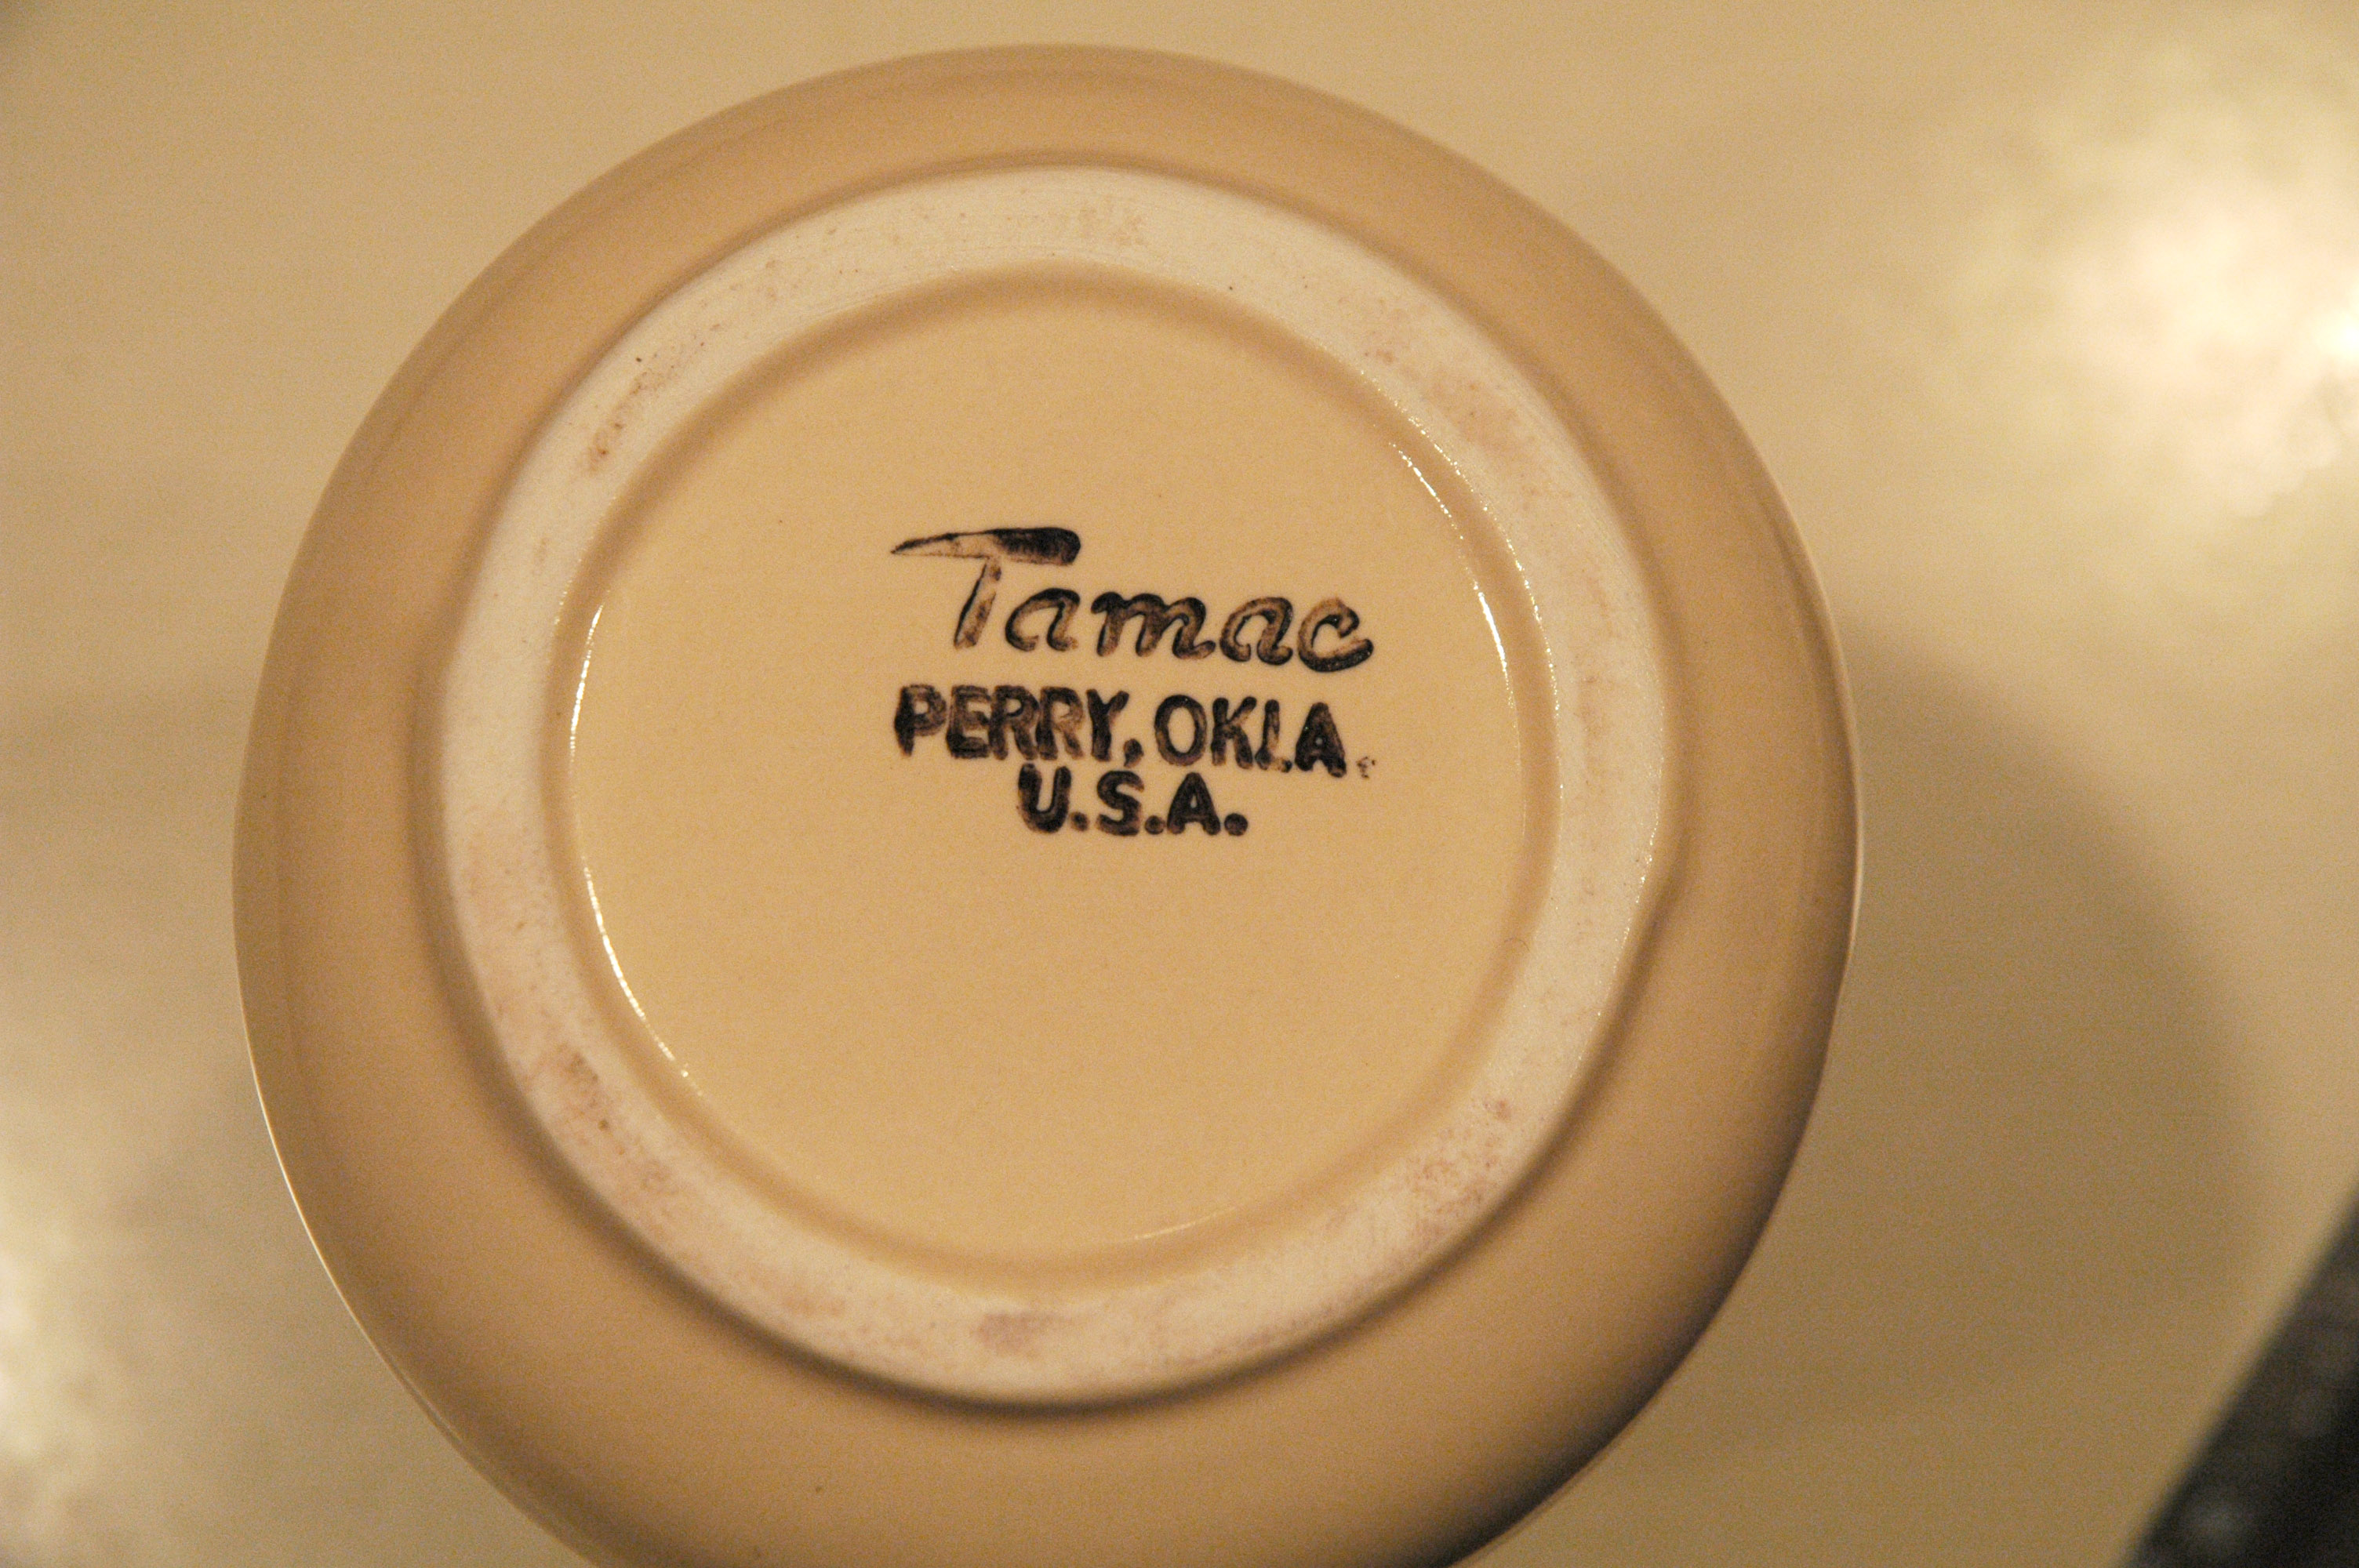 Tamac
PERRY, OKLA.
U.S.A.